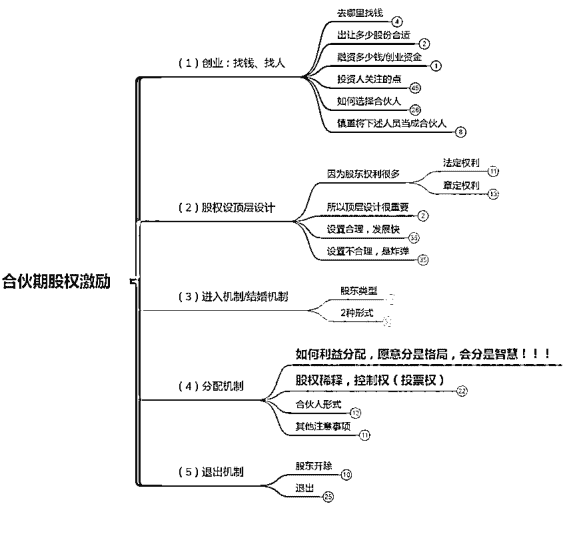 去哪里找钱
4
出让多少股份合适
2
（1）创业：找钱、找人
融资多少钱/创业资金
1
投资人关注的点
45
如何选择合伙人
26
慎重将下述人员当成合伙人
8
因为股东权利很多
法定权利
11
章定权利
（2）股权设顶层设计
所以顶层设计很重要
2
设置合理，发展快
设置不合理，是炸弹
合伙期股权激励
（3）进入机制/结婚机制
股东类型
2种形式
如何利益分配，愿意分是格局，会分是智慧！！！
（4）分配机制
股权稀释，控制权（投票权）
22
合伙人形式
其他注意事项
11
（5）退出机制
股东开除
10
退出
25